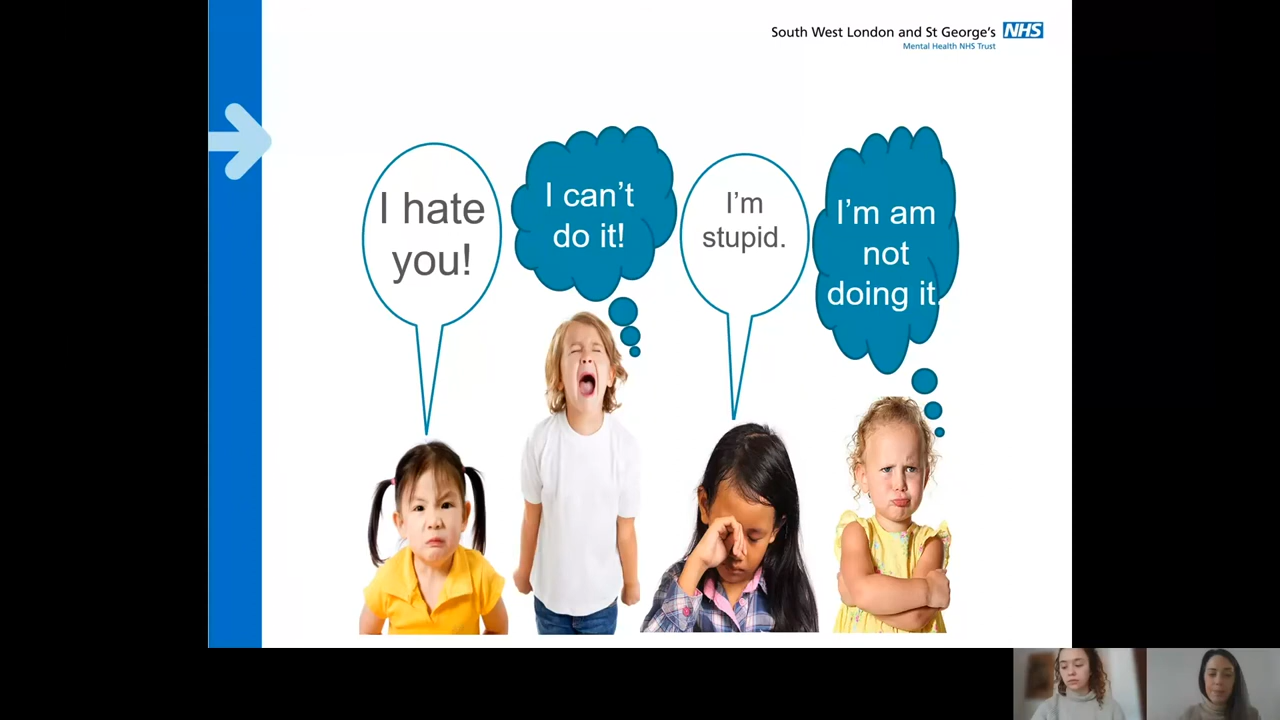 South West London and St George's NHS
Mental Health NHS Trust
I hate
you!
I can't
do it!
I'm
stupid.
I'm am
not
doing it.